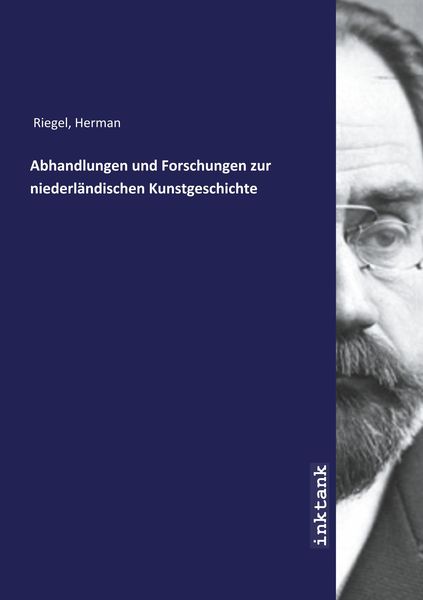 Riegel, Herman
Abhandlungen und Forschungen zur
niederländischen Kunstgeschichte
inktank